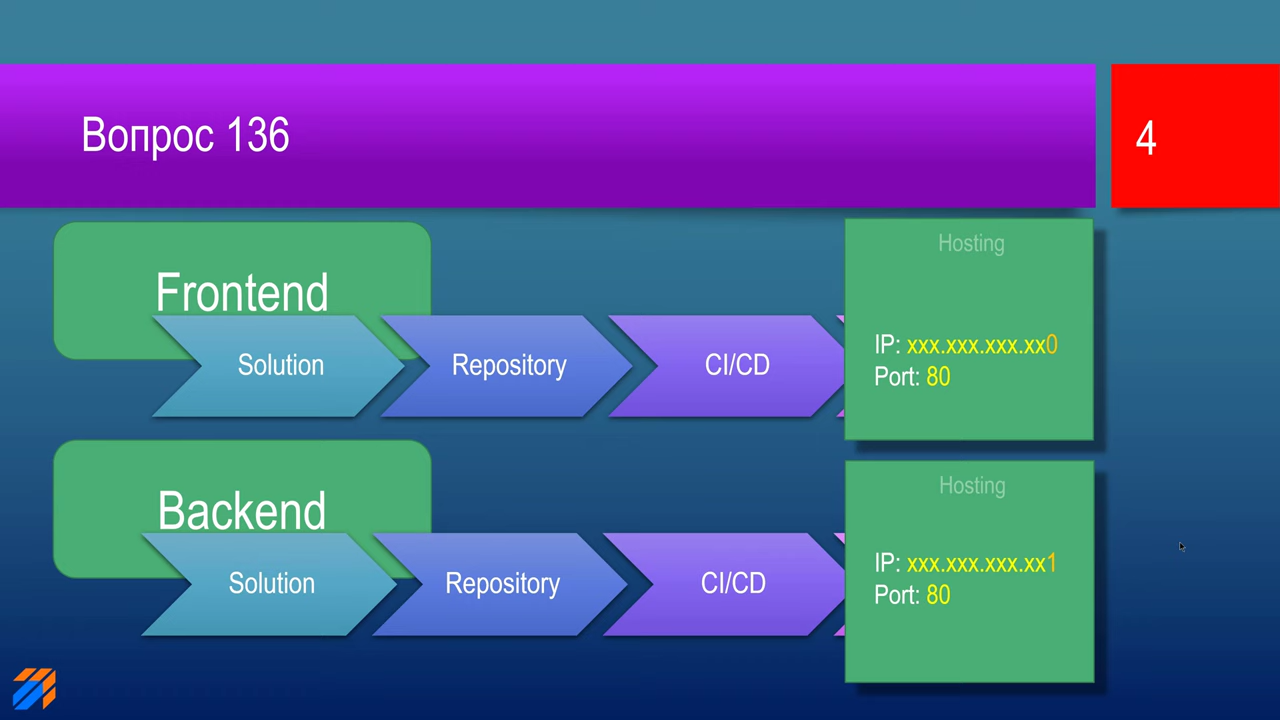 Вопрос 136
4
Frontend
Solution
Repository
CI/CD
Hosting
IP: xxx.xxx.xxx.xx0
Port: 80
Backend
Solution
Repository
CI/CD
Hosting
IP: xxx.xxx.xxx.xx1
Port: 80